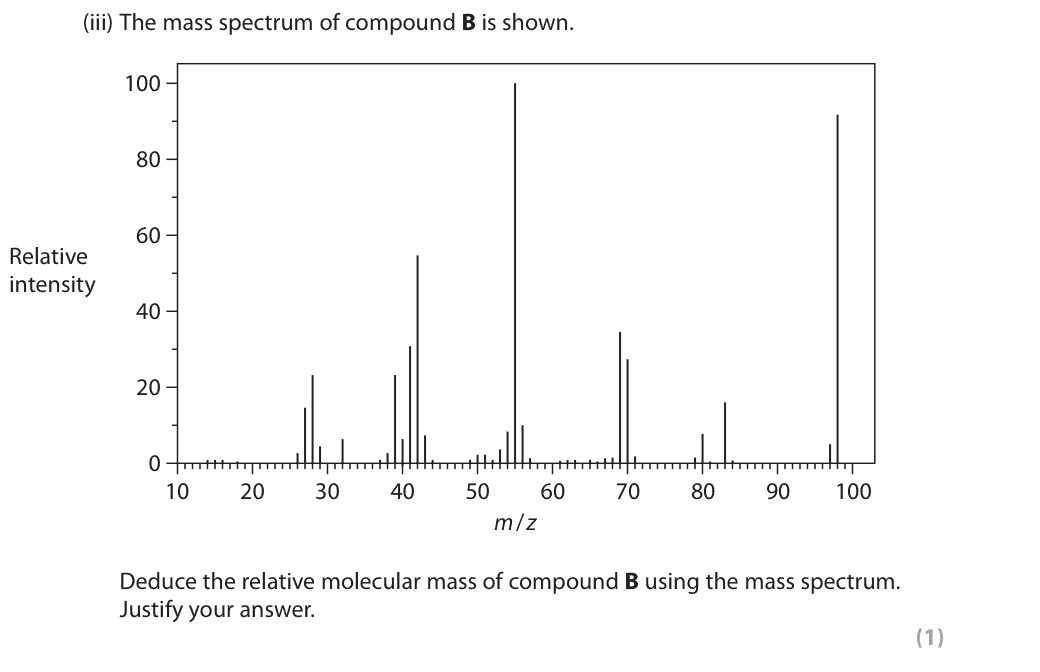 (iii) The mass spectrum of compound B is shown.
100
80
60
Relative
intensity
40
20
0
10 20 30 40 50 60 70 80 90 100
m/z
Deduce the relative molecular mass of compound B using the mass spectrum.
Justify your answer.
(1)